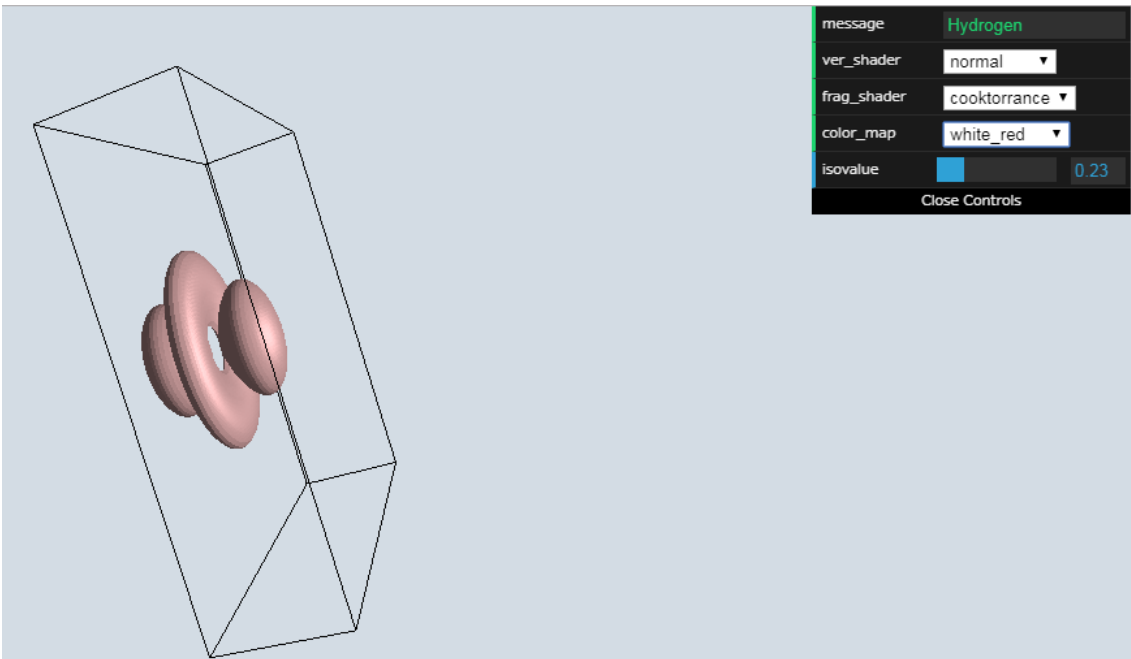 message Hydrogen
ver_shader normal
frag_shader cooktorrance
color_map white_red
isovalue 0.23
Close Controls